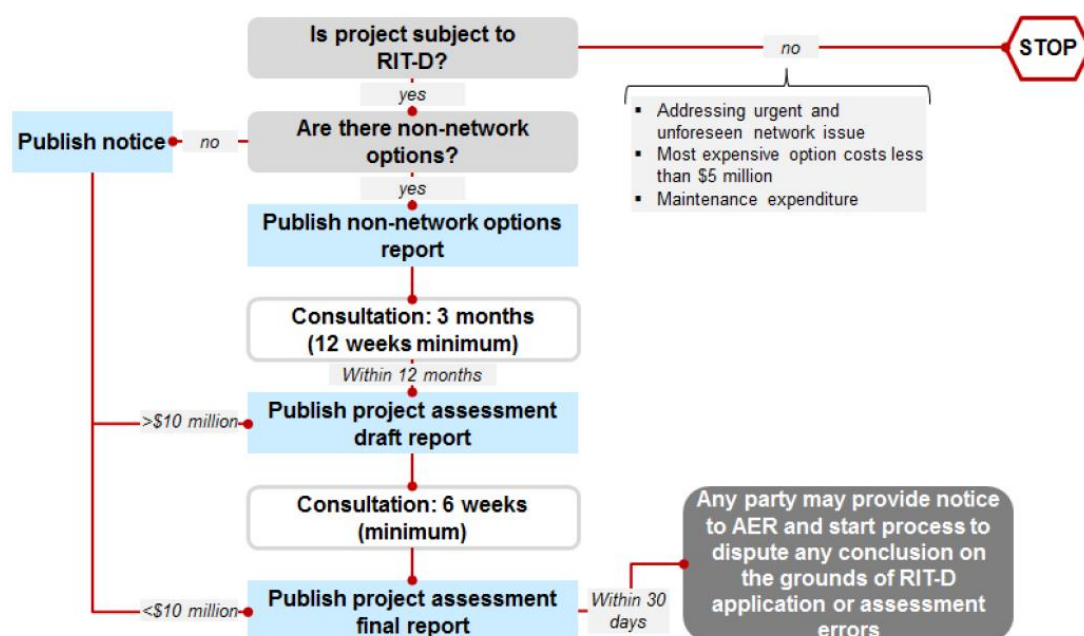 Is project subject to
RIT-D?
no
STOP
yes
▪ Addressing urgent and
unforeseen network issue
▪ Most expensive option costs less
than $5 million
▪ Maintenance expenditure
Publish notice
no
Are there non-network
options?
yes
Publish non-network options
report
Consultation: 3 months
(12 weeks minimum)
Within 12 months
>$10 million
Publish project assessment
draft report
Consultation: 6 weeks
(minimum)
<$10 million
Publish project assessment
final report
Within 30
days
Any party may provide notice
to AER and start process to
dispute any conclusion on
the grounds of RIT-D
application or assessment
errors